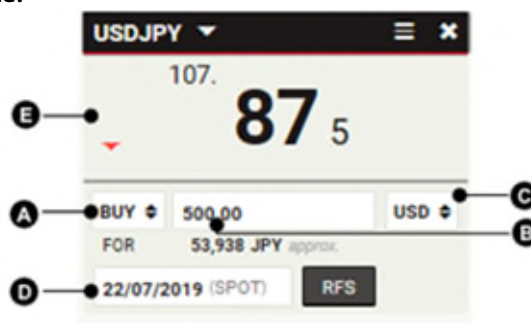 USDJPY
107.
87 5
E
A BUY 500.00 USD C
B
FOR 53,938 JPY approx.
D 22/07/2019 (SPOT) RFS